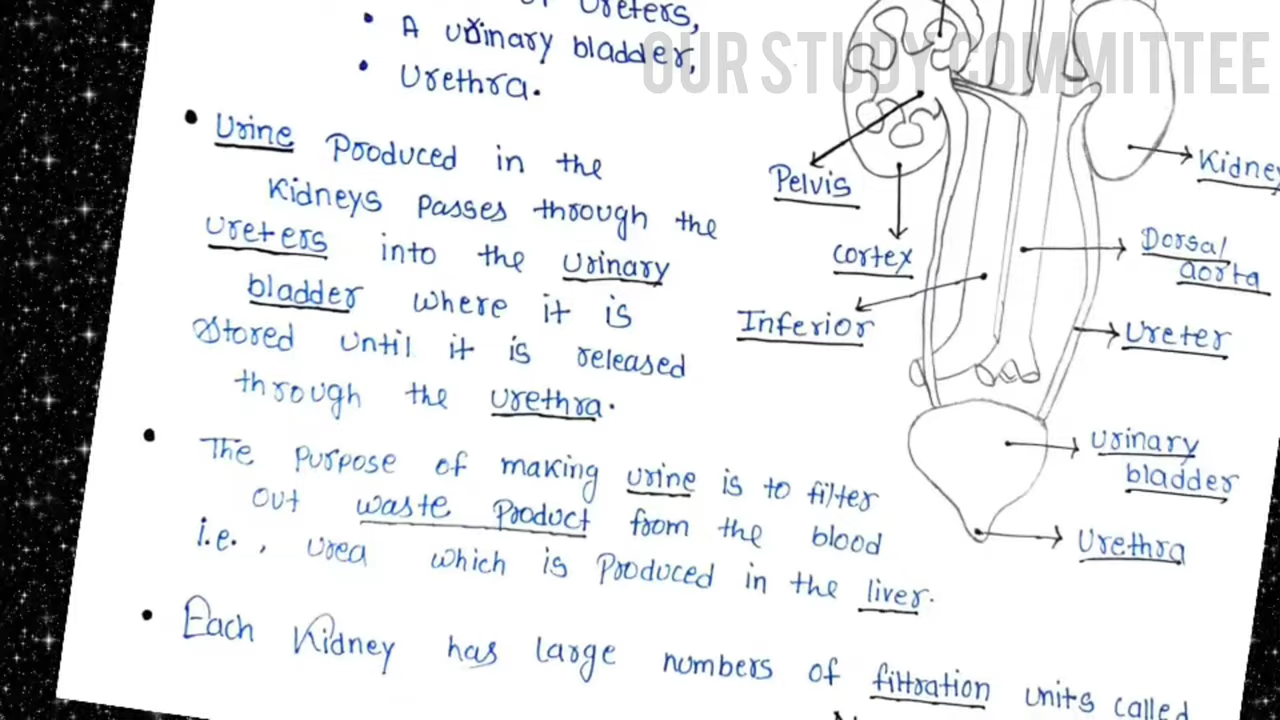 Ureters,
• A urinary bladder,
• Urethra.
OUR STUDY COMMITTEE
• Urine Produced in the
Kidneys passes through the
ureters into the urinary
bladder where it is
Stored until it is released
through the urethra.
• The purpose of making urine is to filter
out waste product from the blood
i.e., urea which is produced in the liver.
• Each Kidney has large numbers of filtration units called
Pelvis
cortex
Inferior
Kidney
Dorsal
aorta
Ureter
urinary
bladder
Urethra